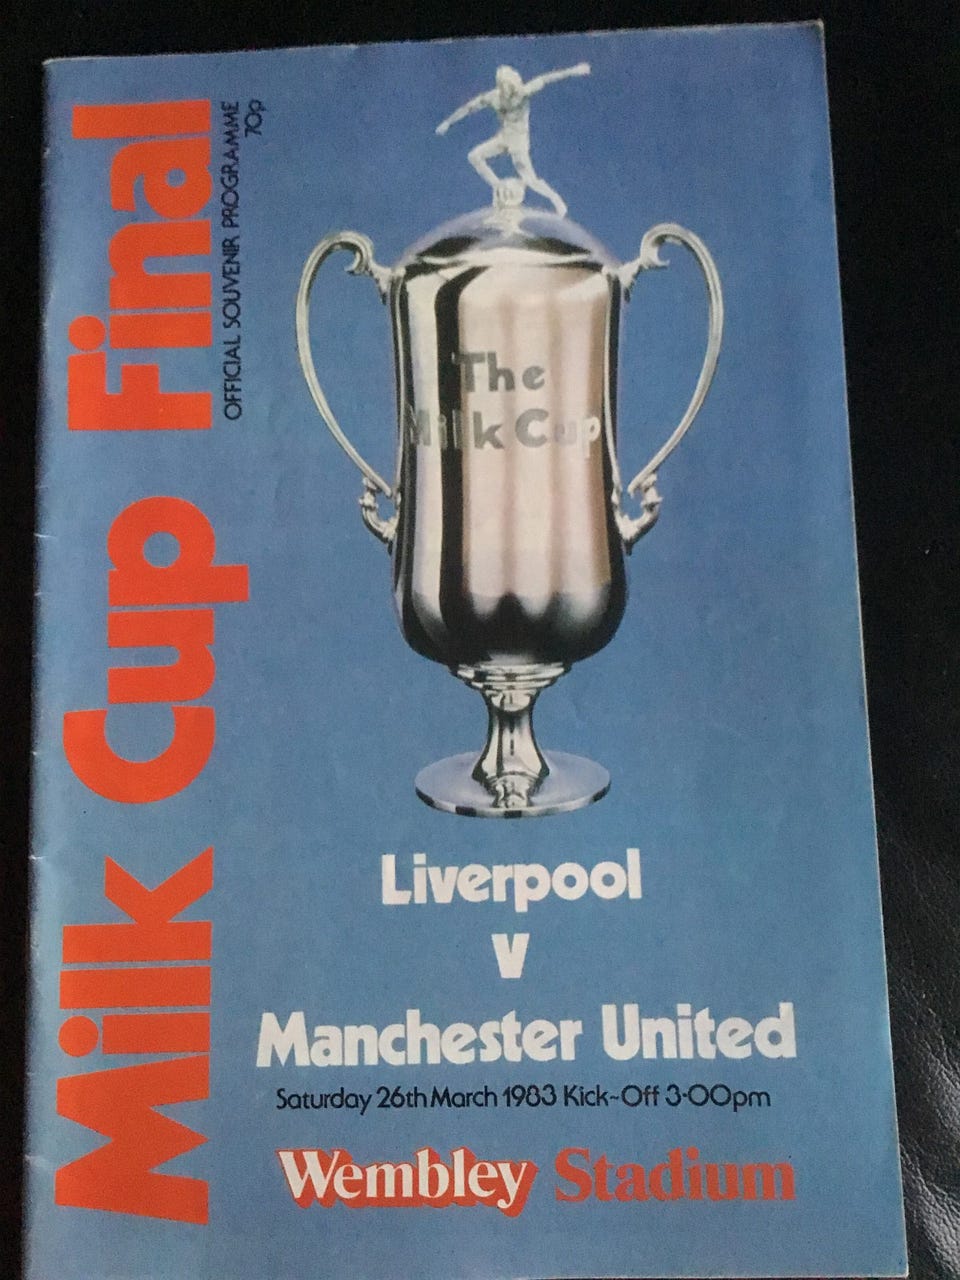 Milk Cup Final
OFFICIAL SOUVENIR PROGRAMME
70p
The
Milk Cup
Liverpool
v
Manchester United
Saturday 26th March 1983 Kick-Off 3·00pm
Wembley Stadium